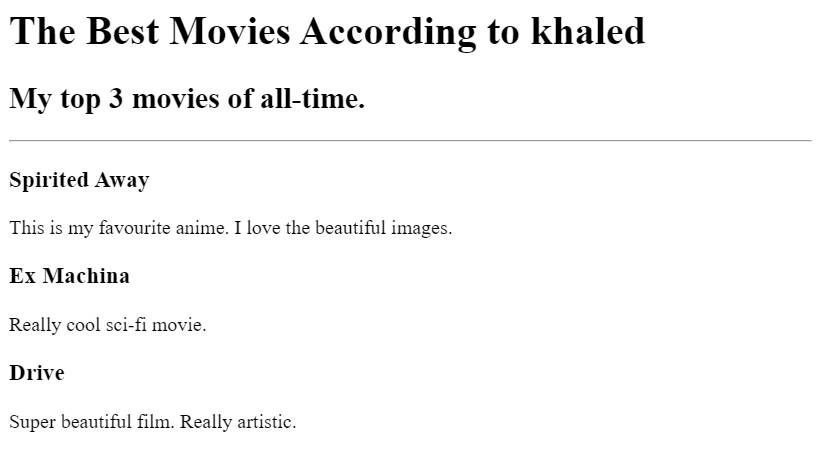 The Best Movies According to khaled
My top 3 movies of all-time.
Spirited Away
This is my favourite anime. I love the beautiful images.
Ex Machina
Really cool sci-fi movie.
Drive
Super beautiful film. Really artistic.